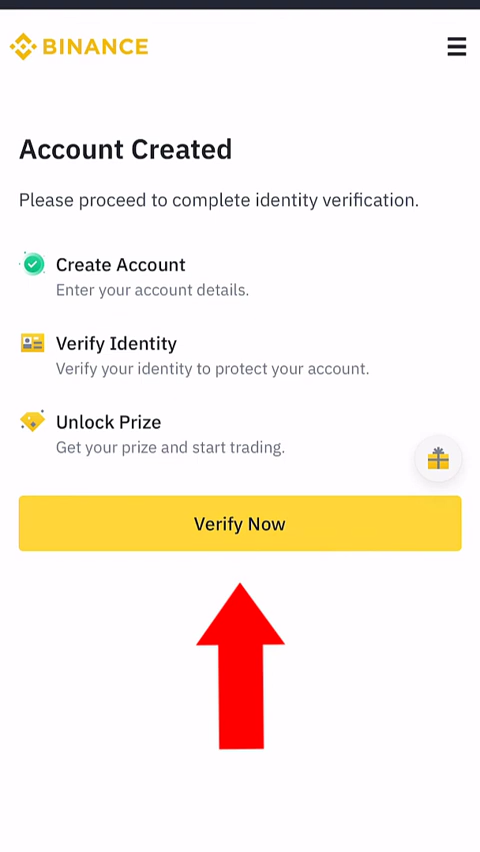 BINANCE
Account Created
Please proceed to complete identity verification.
Create Account
Enter your account details.
Verify Identity
Verify your identity to protect your account.
Unlock Prize
Get your prize and start trading.
Verify Now